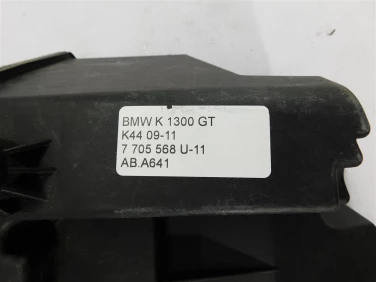 BMW K 1300 GT
K44 09-11
7 705 568 U-11
AB.A641